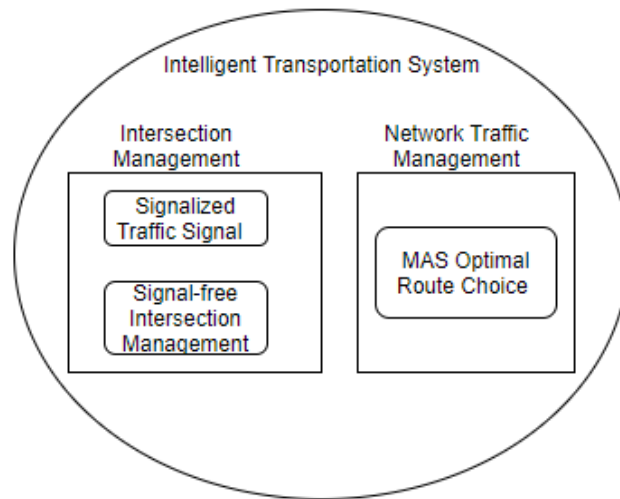 Intelligent Transportation System
Intersection
Management
Network Traffic
Management
Signalized
Traffic Signal
Signal-free
Intersection
Management
MAS Optimal
Route Choice